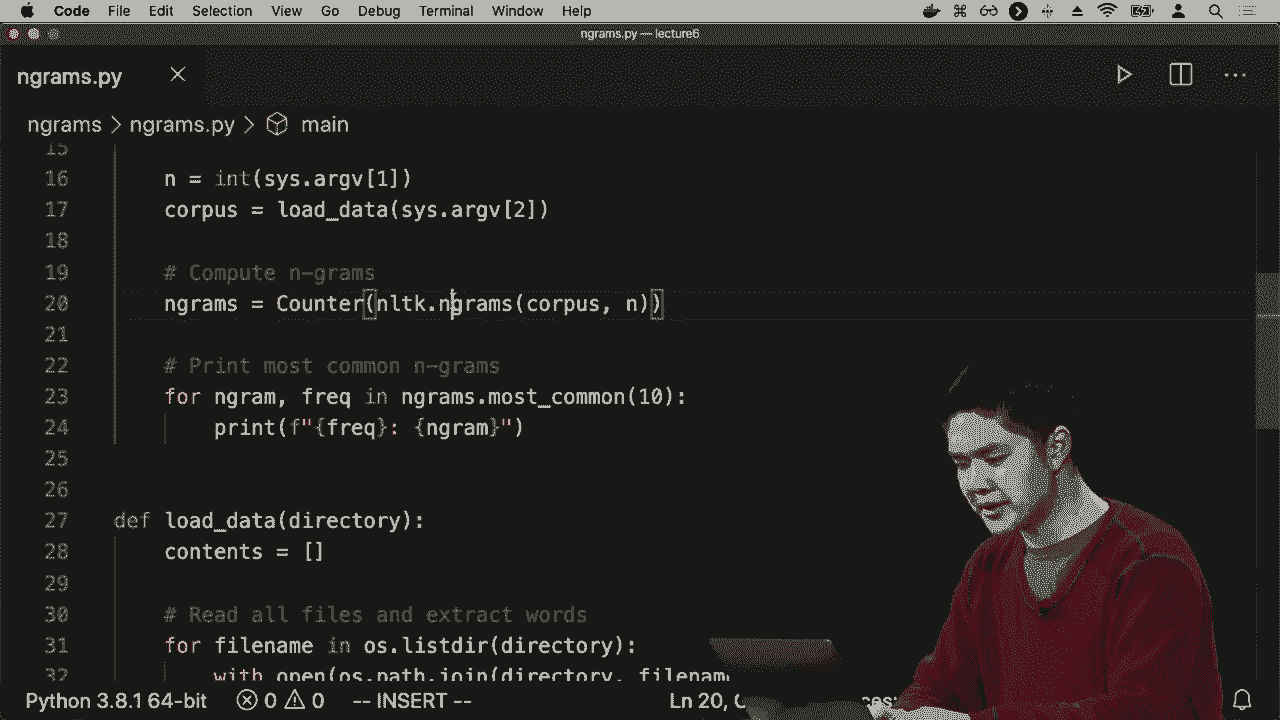 Code File Edit Selection View Go Debug Terminal Window Help
ngrams.py — lecture6
ngrams.py
ngrams > ngrams.py > main
15
16 n = int(sys.argv[1])
17 corpus = load_data(sys.argv[2])
18
19 # Compute n-grams
20 ngrams = Counter(nltk.ngrams(corpus, n))
21
22 # Print most common n-grams
23 for ngram, freq in ngrams.most_common(10):
24 print(f"{freq}: {ngram}")
25
26
27 def load_data(directory):
28 contents = []
29
30 # Read all files and extract words
31 for filename in os.listdir(directory):
32 with open(os.path.join(directory, filename
Python 3.8.1 64-bit 0 0 -- INSERT -- Ln 20,